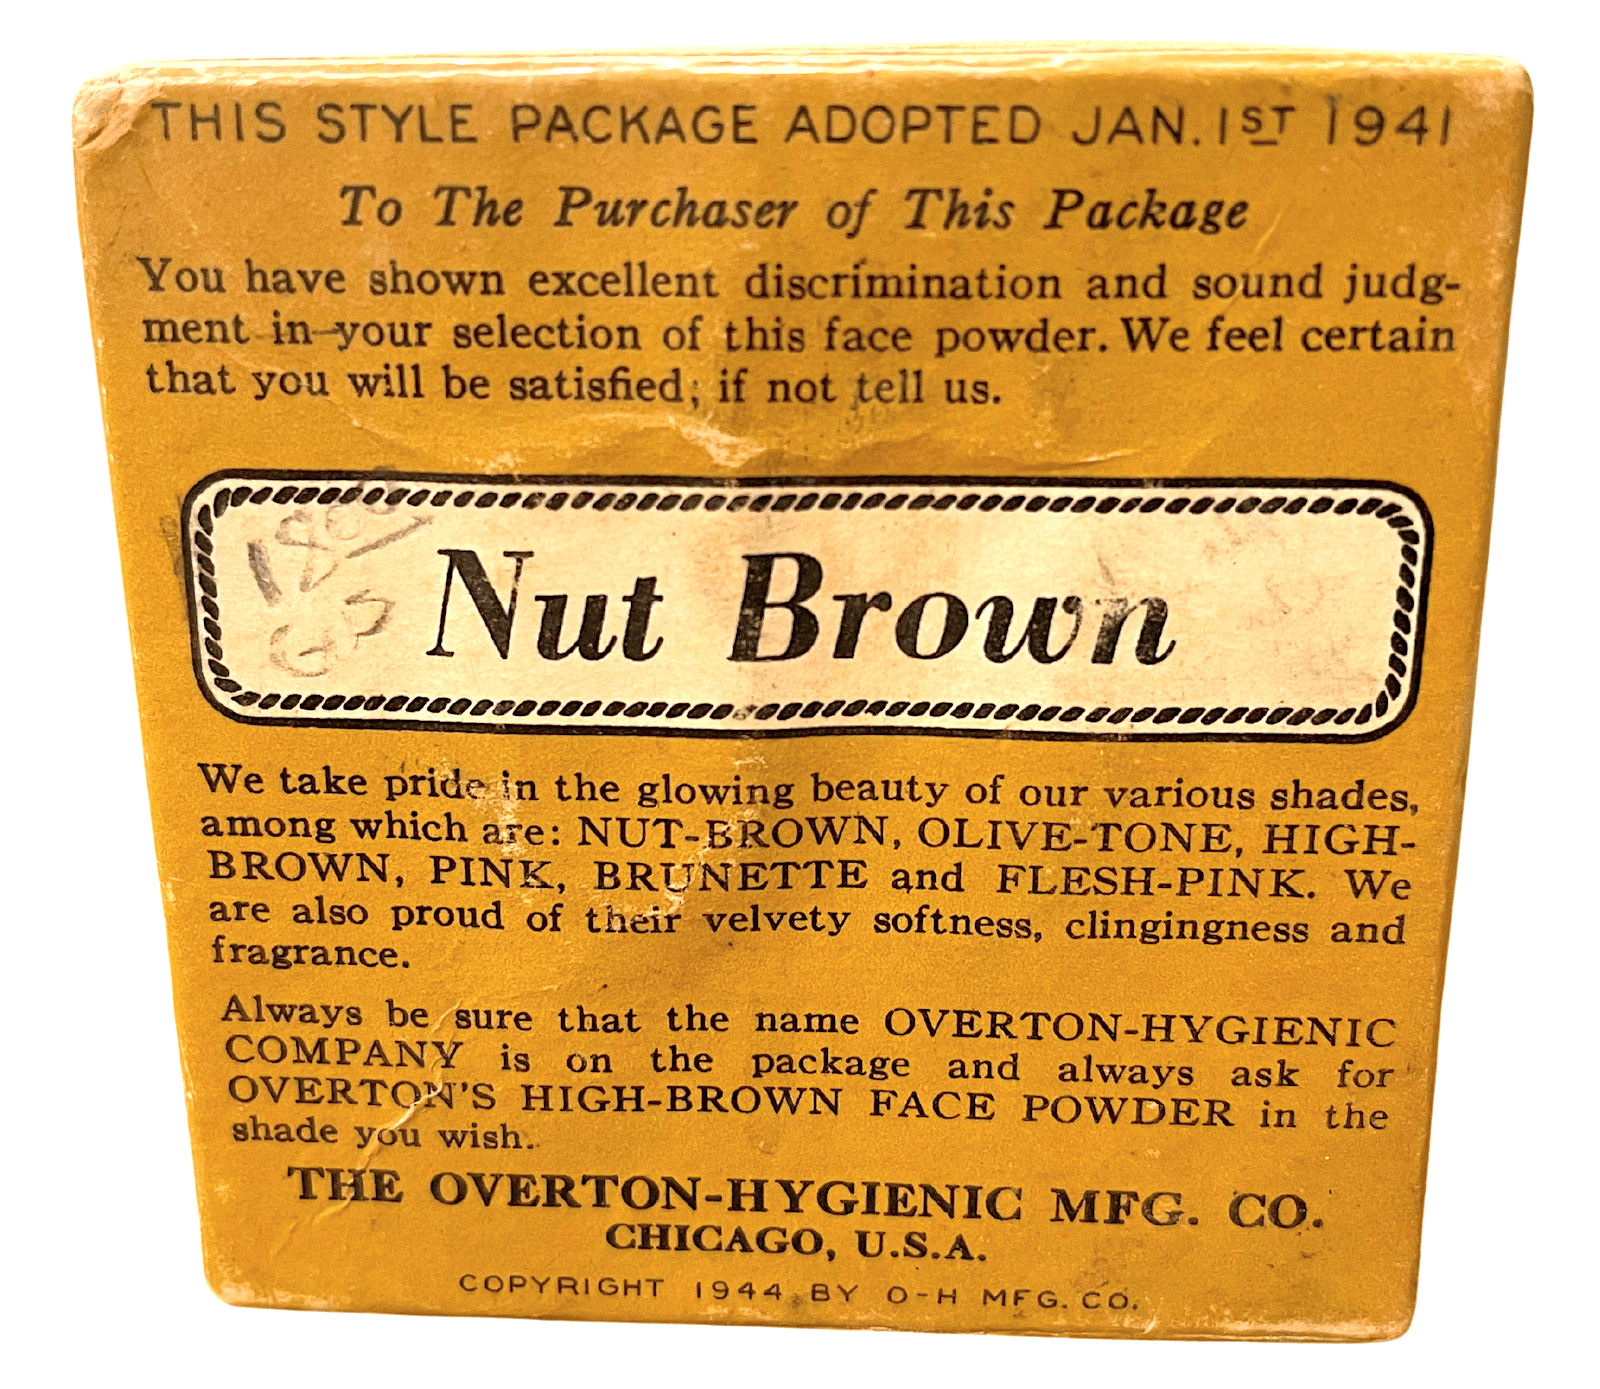 THIS STYLE PACKAGE ADOPTED JAN. 1ST 1941
To The Purchaser of This Package
You have shown excellent discrimination and sound judg-
ment in your selection of this face powder. We feel certain
that you will be satisfied; if not tell us.
Nut Brown
We take pride in the glowing beauty of our various shades,
among which are: NUT-BROWN, OLIVE-TONE, HIGH-
BROWN, PINK, BRUNETTE and FLESH-PINK. We
are also proud of their velvety softness, clingingness and
fragrance.
Always be sure that the name OVERTON-HYGIENIC
COMPANY is on the package and always ask for
OVERTON'S HIGH-BROWN FACE POWDER in the
shade you wish.
THE OVERTON-HYGIENIC MFG. CO.
CHICAGO, U.S.A.
COPYRIGHT 1944 BY O-H MFG. CO.